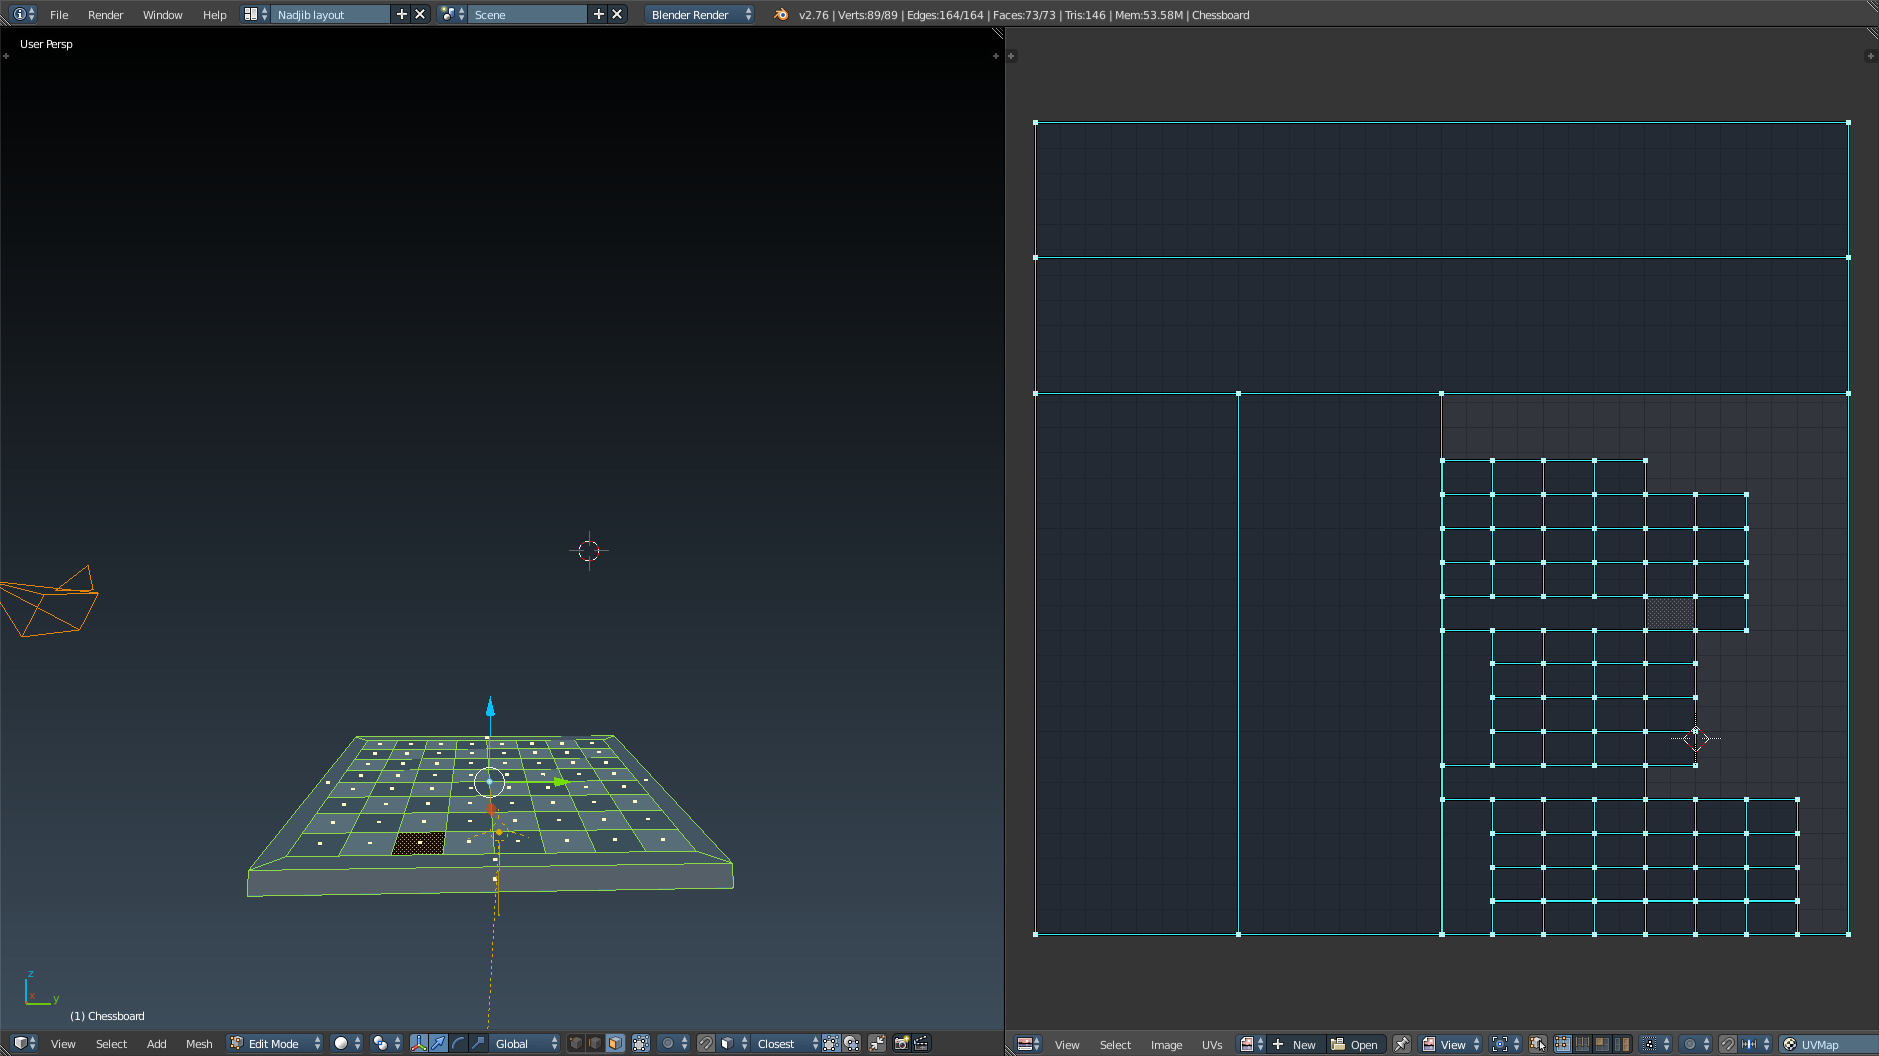 File Render Window Help Nadjib layout Scene Blender Render v2.76 | Verts:89/89 | Edges:164/164 | Faces:73/73 | Tris:146 | Mem:53.58M | Chessboard
User Persp
z
x y
(1) Chessboard
View Select Add Mesh Edit Mode Global Closest View Select Image UVs New Open View UVMap